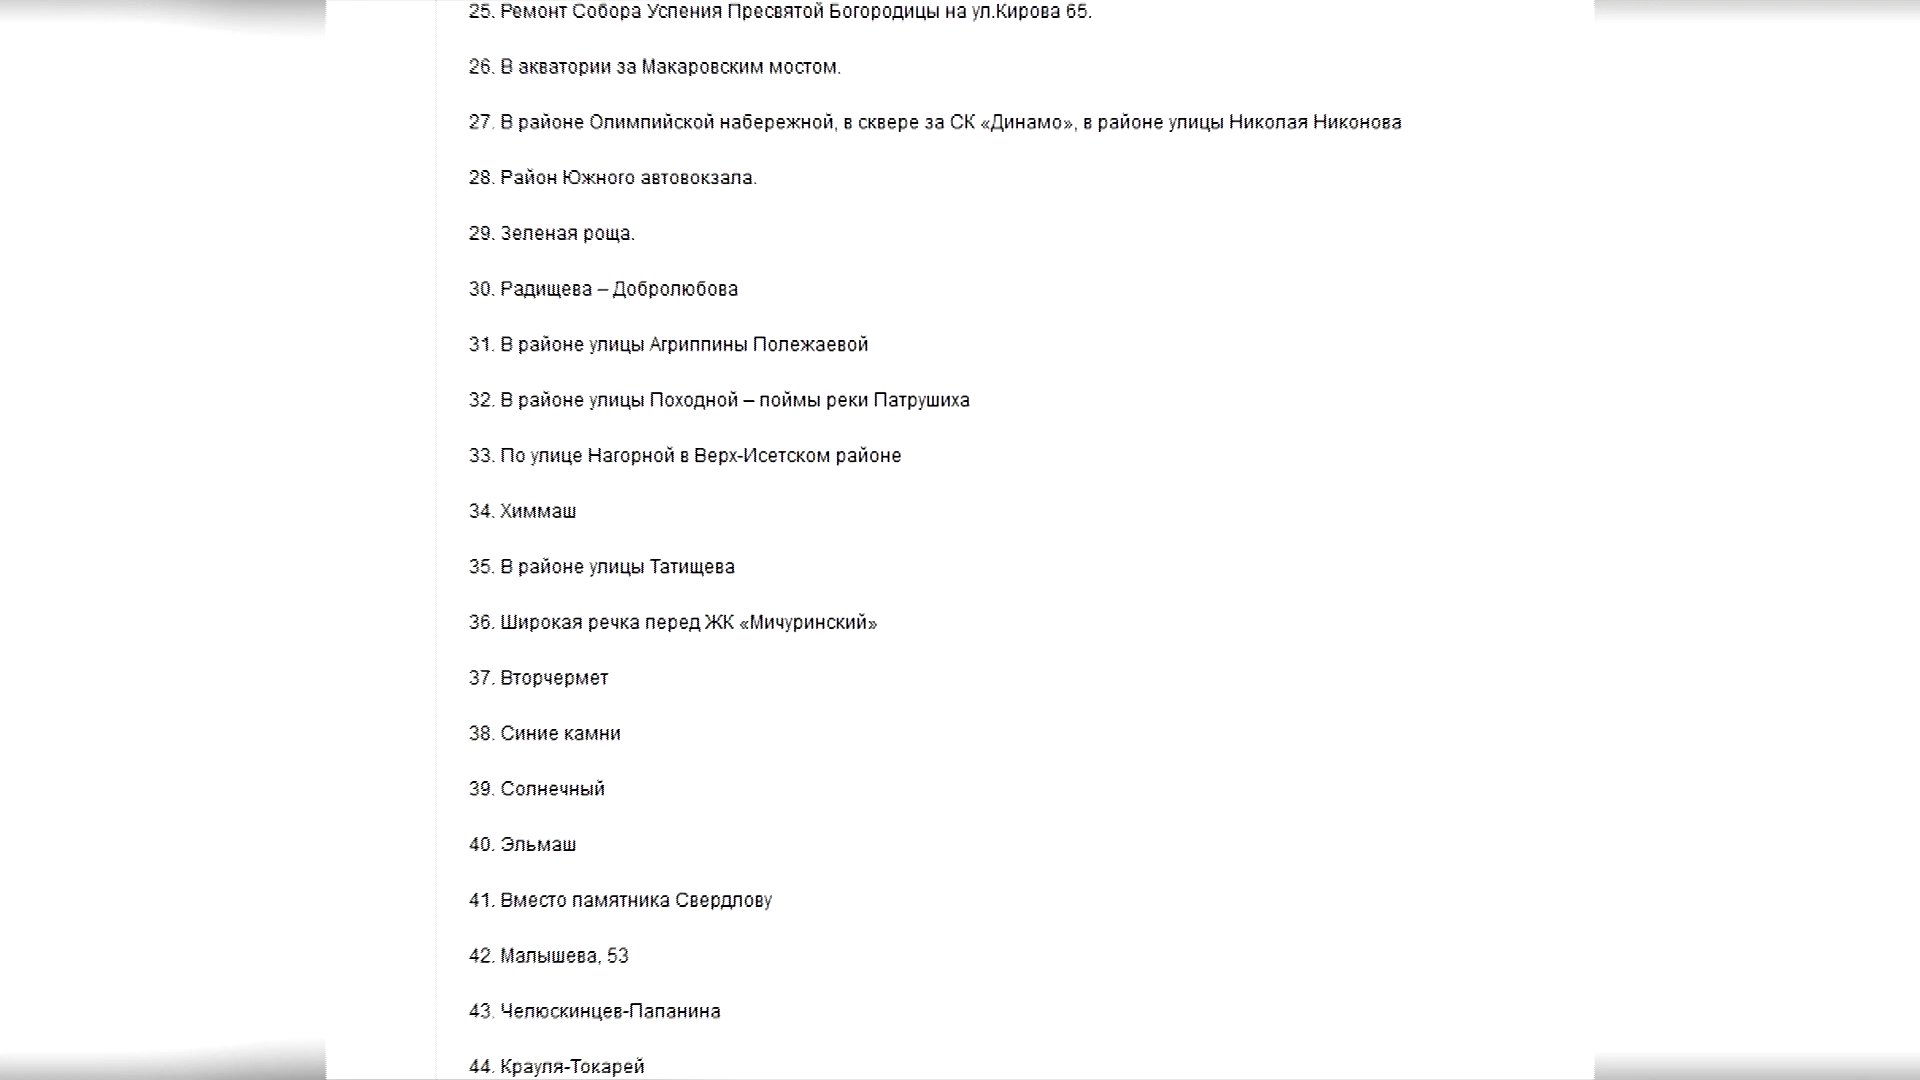 25. Ремонт Собора Успения Пресвятой Богородицы на ул.Кирова 65.
26. В акватории за Макаровским мостом.
27. В районе Олимпийской набережной, в сквере за СК «Динамо», в районе улицы Николая Никонова
28. Район Южного автовокзала.
29. Зеленая роща.
30. Радищева – Добролюбова
31. В районе улицы Агриппины Полежаевой
32. В районе улицы Походной – поймы реки Патрушиха
33. По улице Нагорной в Верх-Исетском районе
34. Химмаш
35. В районе улицы Татищева
36. Широкая речка перед ЖК «Мичуринский»
37. Вторчермет
38. Синие камни
39. Солнечный
40. Эльмаш
41. Вместо памятника Свердлову
42. Малышева, 53
43. Челюскинцев-Папанина
44. Крауля-Токарей